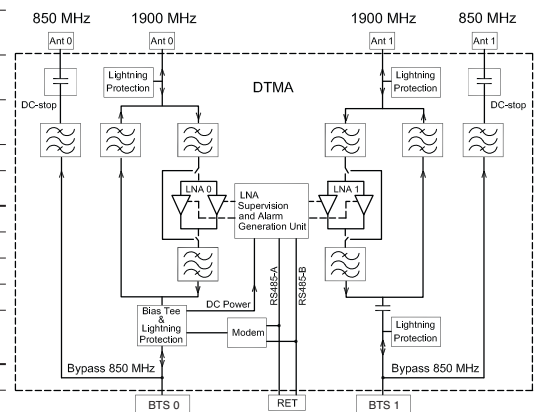 850 MHz 1900 MHz 1900 MHz 850 MHz
Ant 0 Ant 0 Ant 1 Ant 1
Lightning
Protection
DTMA
Lightning
Protection
DC-stop
DC-stop
LNA 0
LNA
Supervision
and Alarm
Generation Unit
LNA 1
RS485-A
RS485-B
DC Power
Bias Tee
&
Lightning
Protection
Modem
Lightning
Protection
Bypass 850 MHz
Bypass 850 MHz
BTS 0
RET
BTS 1